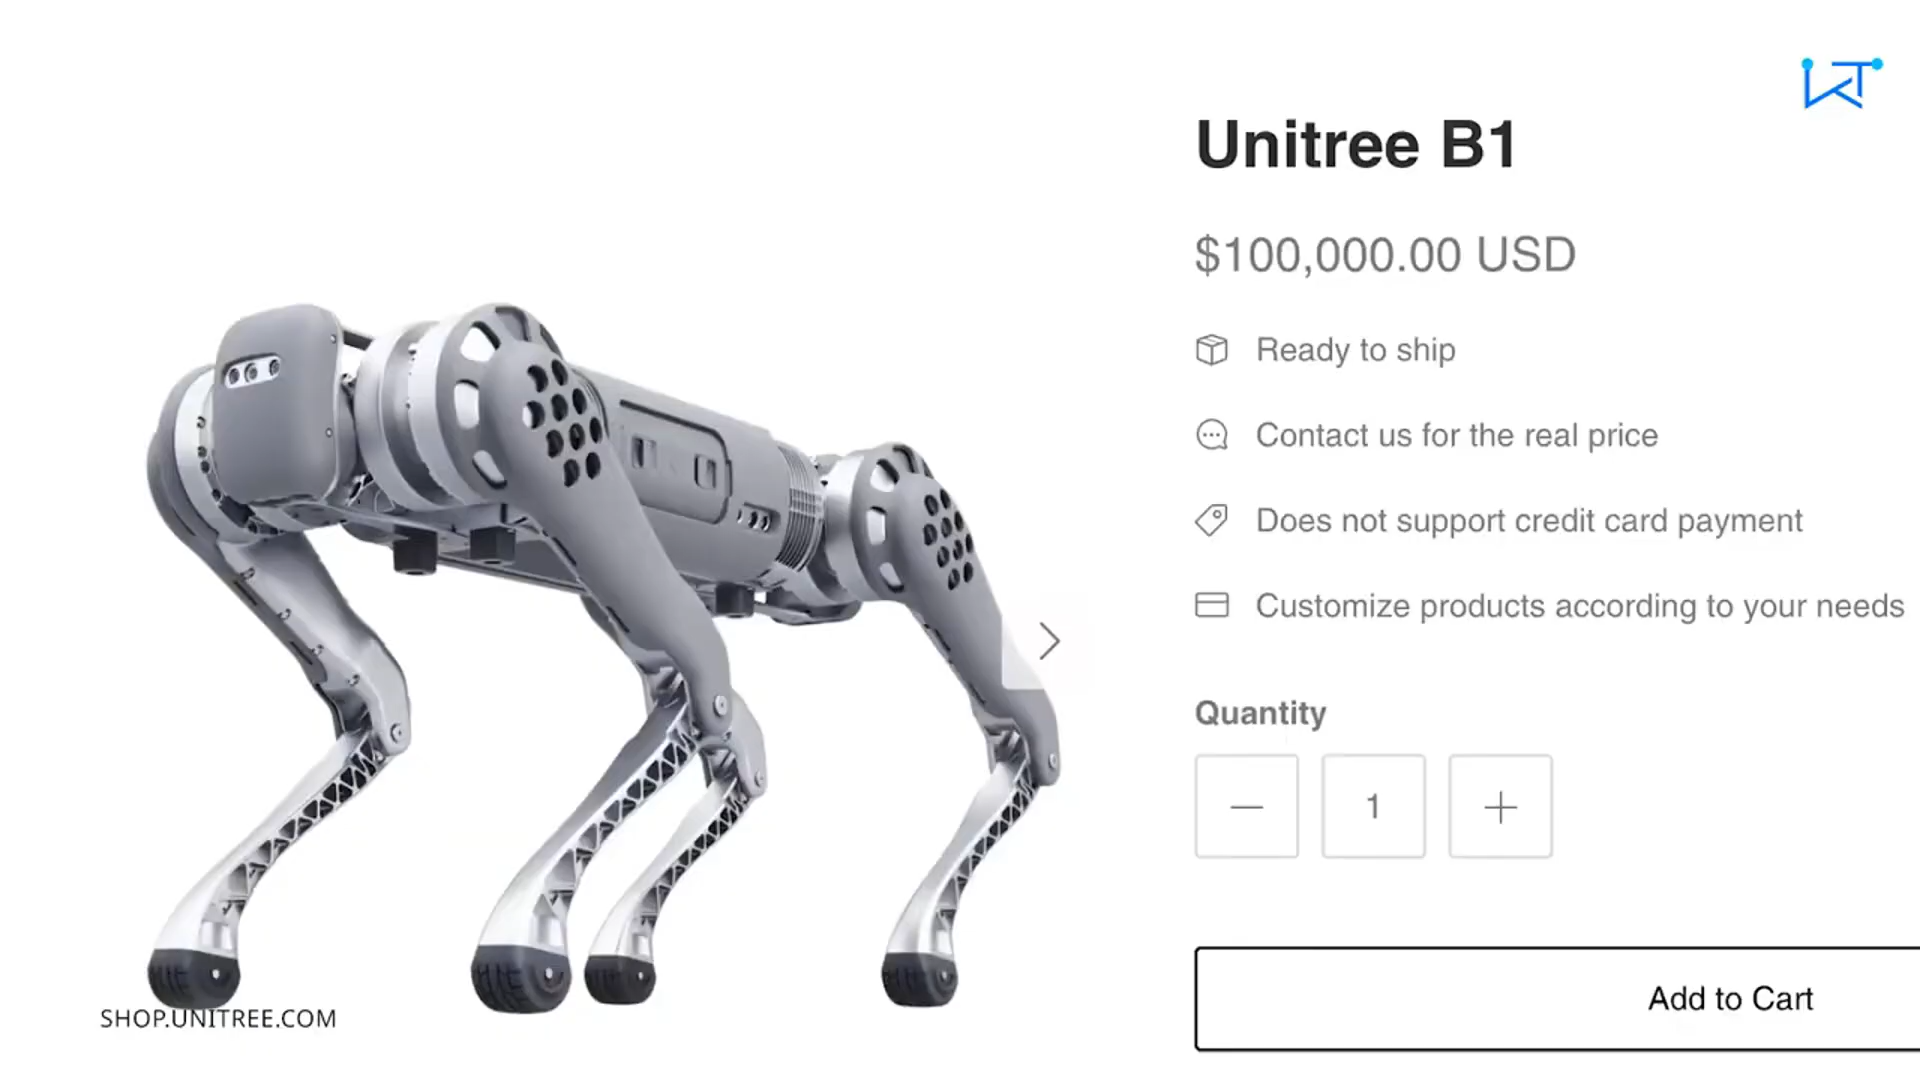 Unitree B1
$100,000.00 USD
Ready to ship
Contact us for the real price
Does not support credit card payment
Customize products according to your needs
Quantity
1
Add to Cart
SHOP.UNITREE.COM